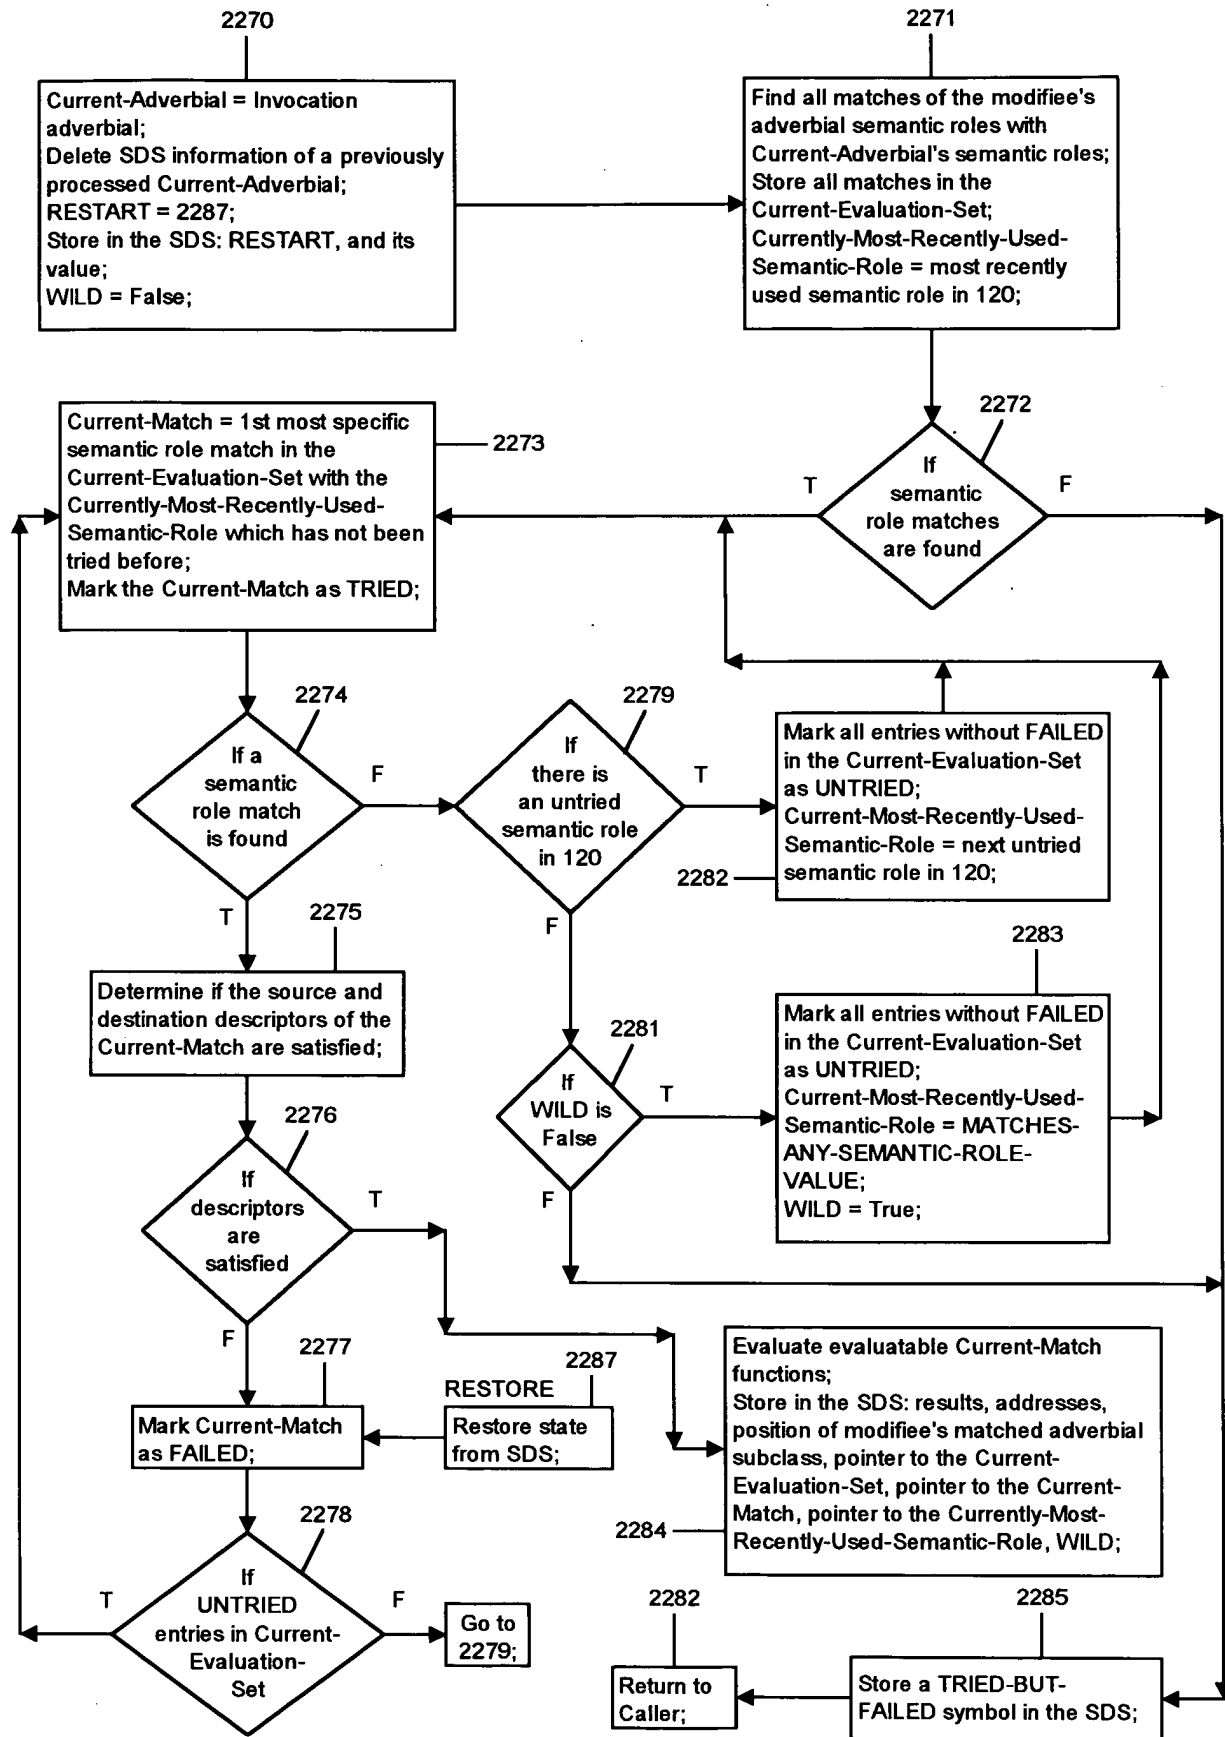 2270
Current-Adverbial = Invocation
adverbial;
Delete SDS information of a previously
processed Current-Adverbial;
RESTART = 2287;
Store in the SDS: RESTART, and its
value;
WILD = False;
2271
Find all matches of the modifiee's
adverbial semantic roles with
Current-Adverbial's semantic roles;
Store all matches in the
Current-Evaluation-Set;
Currently-Most-Recently-Used-
Semantic-Role = most recently
used semantic role in 120;
2272
If
semantic
role matches
are found
T
F
Current-Match = 1st most specific
semantic role match in the
Current-Evaluation-Set with the
Currently-Most-Recently-Used-
Semantic-Role which has not been
tried before;
Mark the Current-Match as TRIED;
2273
2274
If a
semantic
role match
is found
F
T
2279
If
there is
an untried
semantic role
in 120
T
F
Mark all entries without FAILED
in the Current-Evaluation-Set
as UNTRIED;
Current-Most-Recently-Used-
Semantic-Role = next untried
semantic role in 120;
2282
2275
Determine if the source and
destination descriptors of the
Current-Match are satisfied;
2281
If
WILD is
False
T
F
2283
Mark all entries without FAILED
in the Current-Evaluation-Set
as UNTRIED;
Current-Most-Recently-Used-
Semantic-Role = MATCHES-
ANY-SEMANTIC-ROLE-
VALUE;
WILD = True;
2276
If
descriptors
are
satisfied
T
F
2277
Mark Current-Match
as FAILED;
2287
RESTORE
Restore state
from SDS;
Evaluate evaluatable Current-Match
functions;
Store in the SDS: results, addresses,
position of modifiee's matched adverbial
subclass, pointer to the Current-
Evaluation-Set, pointer to the Current-
Match, pointer to the Currently-Most-
Recently-Used-Semantic-Role, WILD;
2284
2278
If
UNTRIED
entries in Current-
Evaluation-
Set
T
F
Go to
2279;
2282
Return to
Caller;
2285
Store a TRIED-BUT-
FAILED symbol in the SDS;